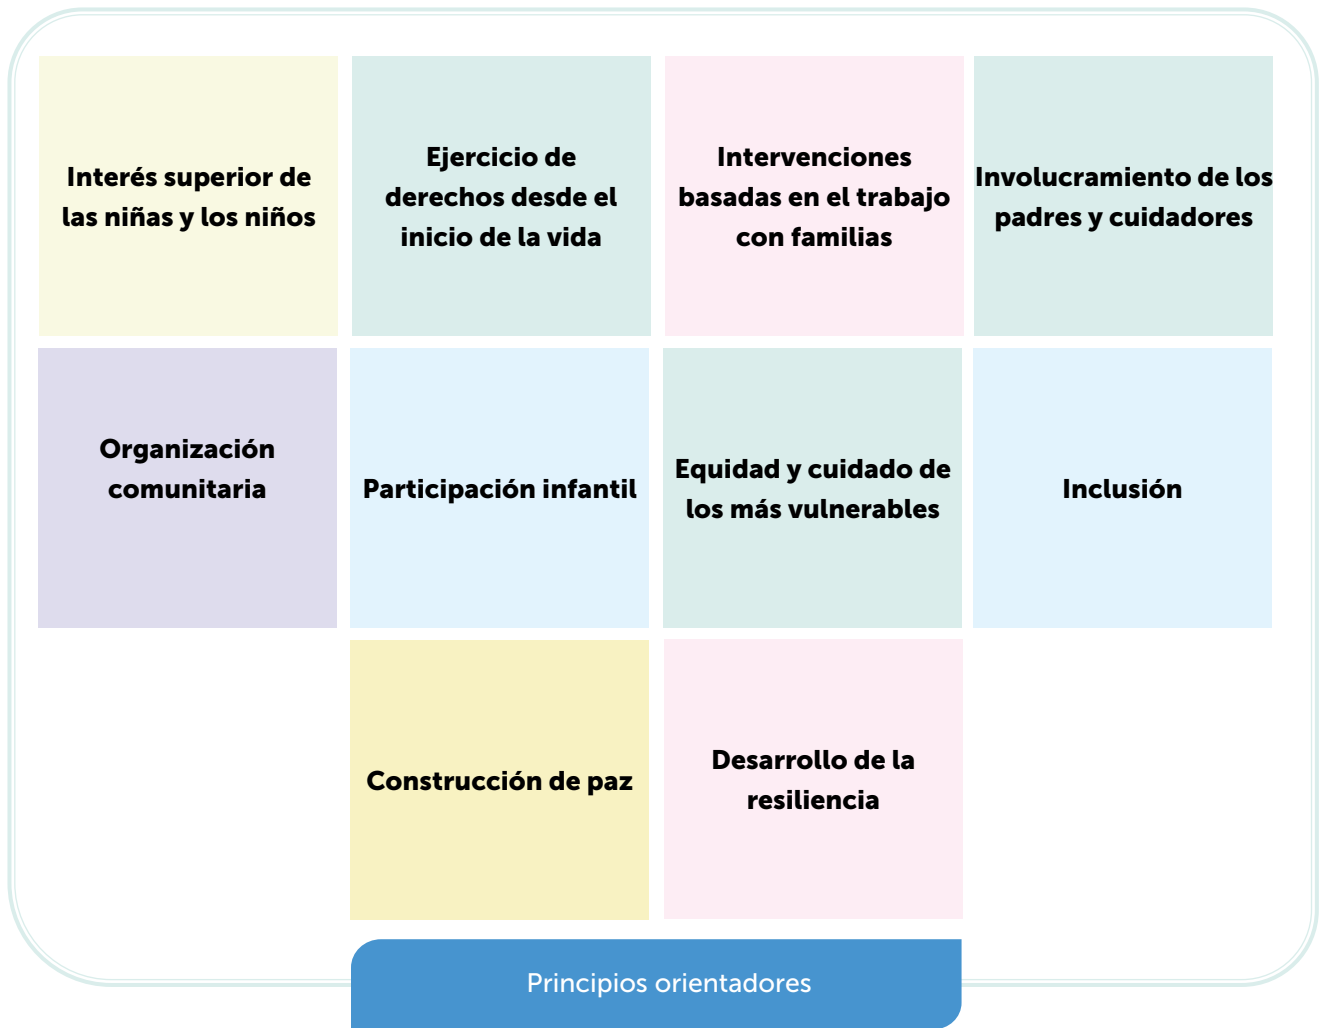 Interés superior de
las niñas y los niños
Ejercicio de
derechos desde el
inicio de la vida
Intervenciones
basadas en el trabajo
con familias
Involucramiento de los
padres y cuidadores
Organización
comunitaria
Participación infantil
Equidad y cuidado de
los más vulnerables
Inclusión
Construcción de paz
Desarrollo de la
resiliencia
Principios orientadores